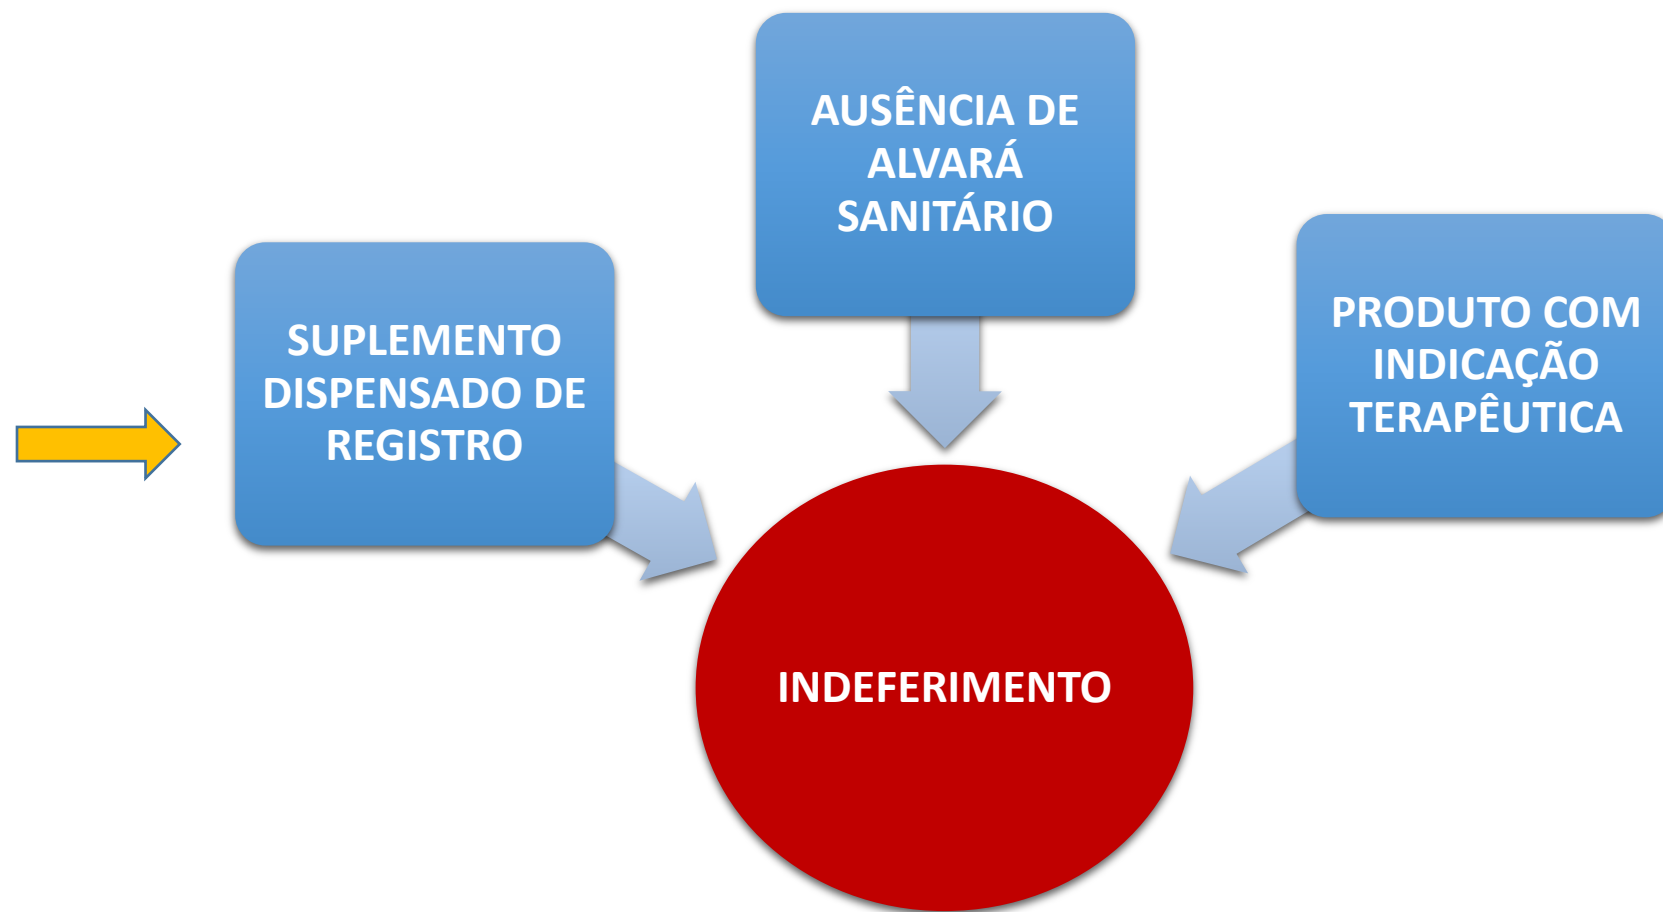 SUPLEMENTO
DISPENSADO DE
REGISTRO
AUSÊNCIA DE
ALVARÁ
SANITÁRIO
PRODUTO COM
INDICAÇÃO
TERAPÊUTICA
INDEFERIMENTO